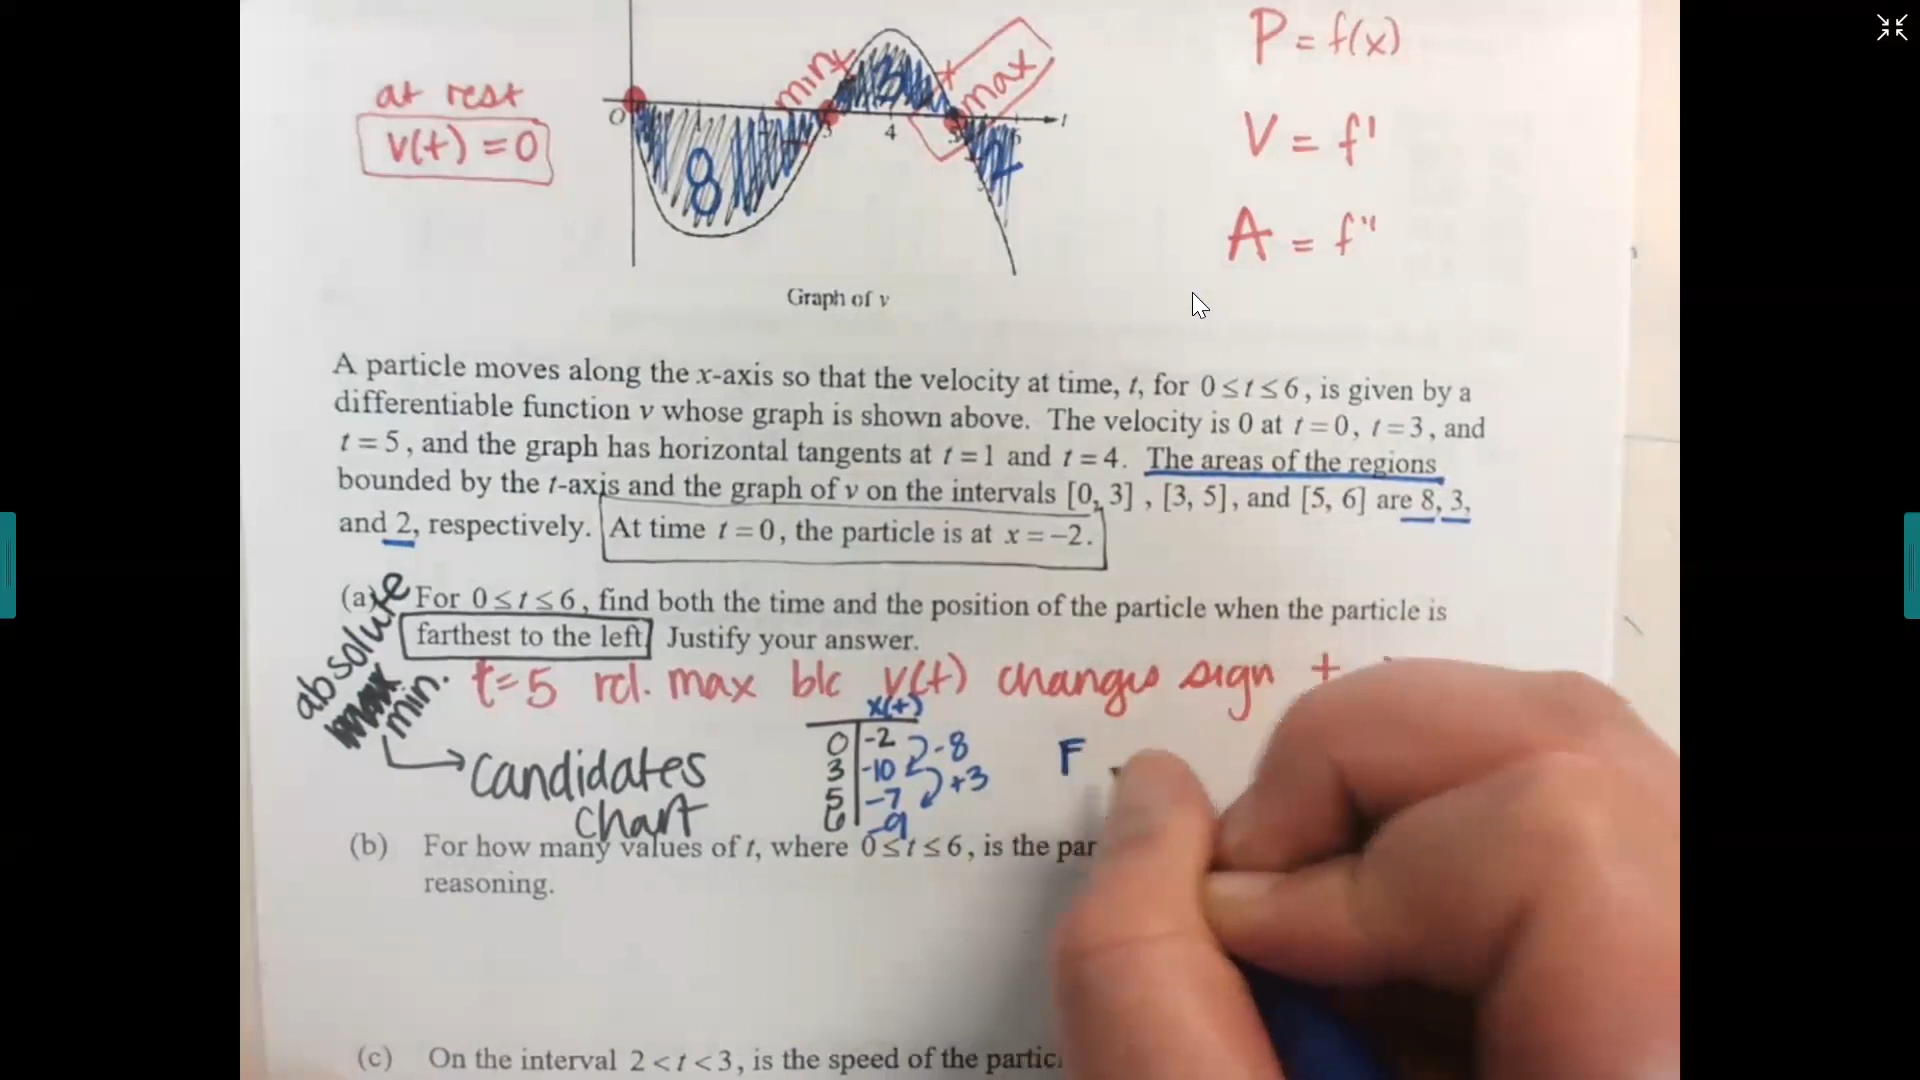 P = f(x)
at rest
v(t) = 0
min
3
max
O
3
4
5
t
8
2
V = f'
A = f"
Graph of v
A particle moves along the x-axis so that the velocity at time, t, for 0 ≤ t ≤ 6, is given by a
differentiable function v whose graph is shown above. The velocity is 0 at t = 0, t = 3, and
t = 5, and the graph has horizontal tangents at t = 1 and t = 4. The areas of the regions
bounded by the t-axis and the graph of v on the intervals [0, 3], [3, 5], and [5, 6] are 8, 3,
and 2, respectively. At time t = 0, the particle is at x = −2.
(a) For 0 ≤ t ≤ 6, find both the time and the position of the particle when the particle is
farthest to the left. Justify your answer.
absolute
max
min.
t=5 rel. max b/c v(t) changes sign +
x(t)
0 -2
-8
3 -10
+3
5 -7
6 -9
candidates
chart
F
(b) For how many values of t, where 0 ≤ t ≤ 6, is the par
reasoning.
(c) On the interval 2 < t < 3, is the speed of the partic